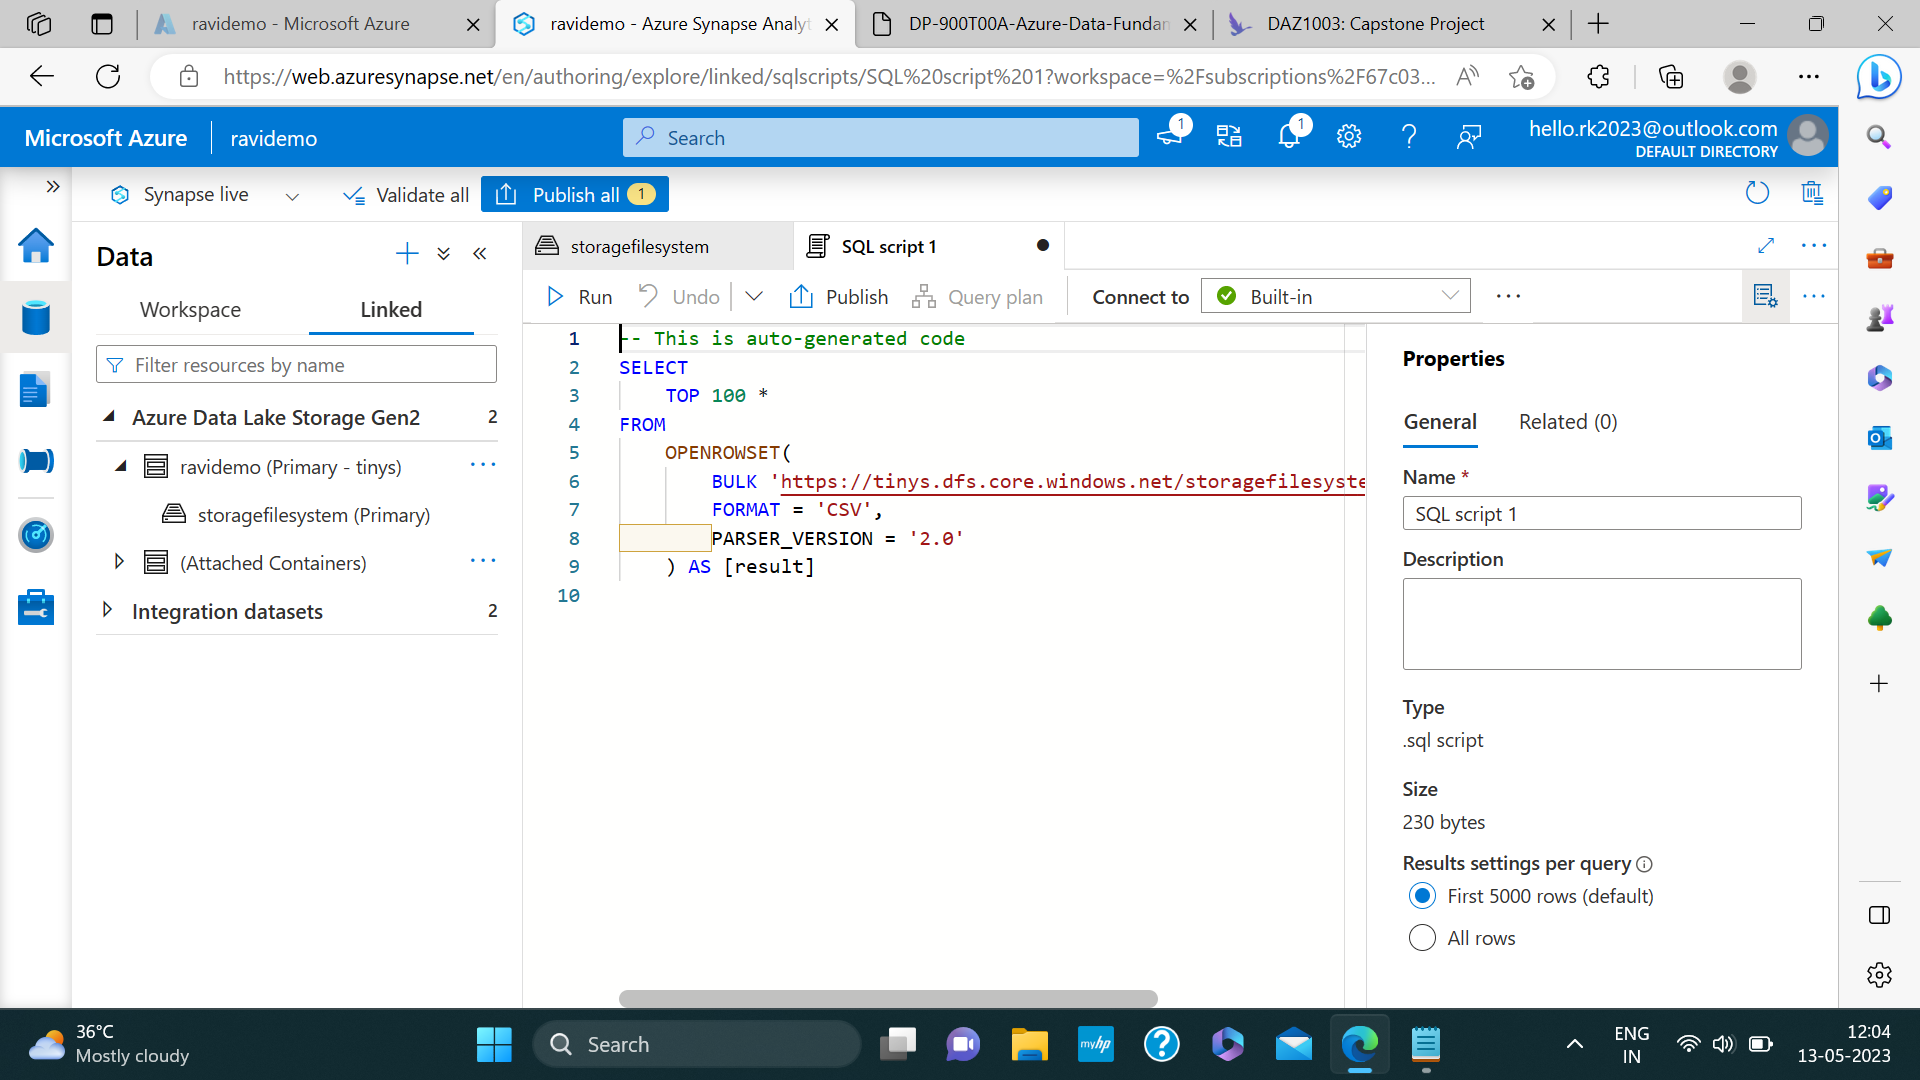 ravidemo - Microsoft Azure
ravidemo - Azure Synapse Analyt
DP-900T00A-Azure-Data-Fundan
DAZ1003: Capstone Project
https://web.azuresynapse.net/en/authoring/explore/linked/sqlscripts/SQL%20script%201?workspace=%2Fsubscriptions%2F67c03...
Microsoft Azure
ravidemo
Search
1
1
hello.rk2023@outlook.com
DEFAULT DIRECTORY
Synapse live
Validate all
Publish all 1
Data
Workspace
Linked
Filter resources by name
Azure Data Lake Storage Gen2 2
ravidemo (Primary - tinys)
storagefilesystem (Primary)
(Attached Containers)
Integration datasets 2
storagefilesystem
SQL script 1
Run
Undo
Publish
Query plan
Connect to
Built-in
1 -- This is auto-generated code
2 SELECT
3 TOP 100 *
4 FROM
5 OPENROWSET(
6 BULK 'https://tinys.dfs.core.windows.net/storagefilesyste
7 FORMAT = 'CSV',
8 PARSER_VERSION = '2.0'
9 ) AS [result]
10
Properties
General
Related (0)
Name *
SQL script 1
Description
Type
.sql script
Size
230 bytes
Results settings per query
First 5000 rows (default)
All rows
36°C
Mostly cloudy
Search
myhp
ENG
IN
12:04
13-05-2023